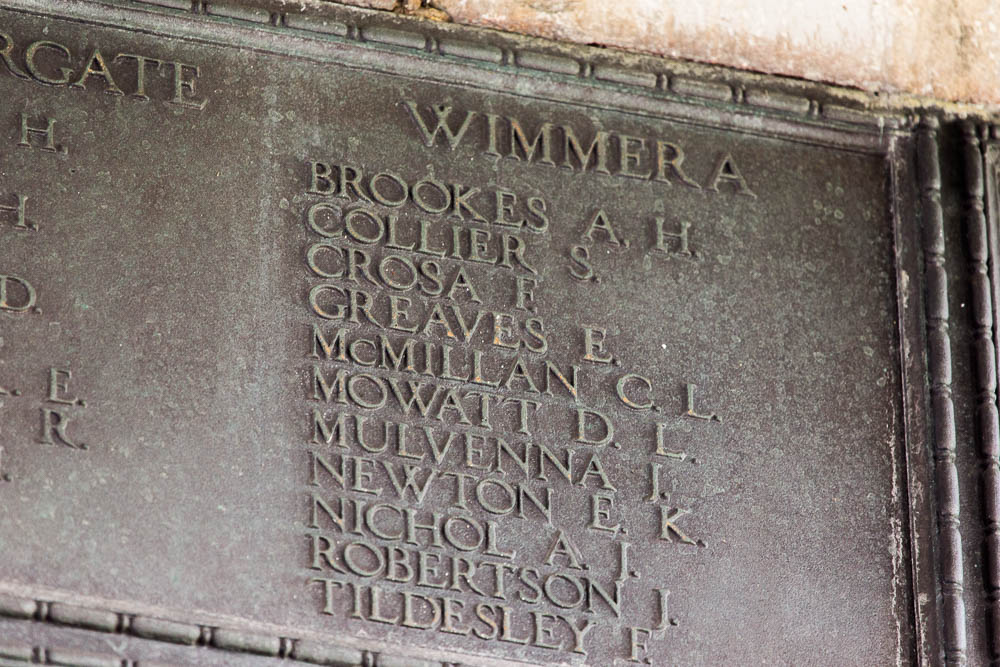 WIMMERA
BROOKES A. H.
COLLIER S.
CROSA F.
GREAVES E.
McMILLAN C. L.
MOWATT D. L.
MULVENNA J.
NEWTON E. K.
NICHOL A. J.
ROBERTSON J.
TILDESLEY F.
RGATE
H.
H.
D.
E.
R.